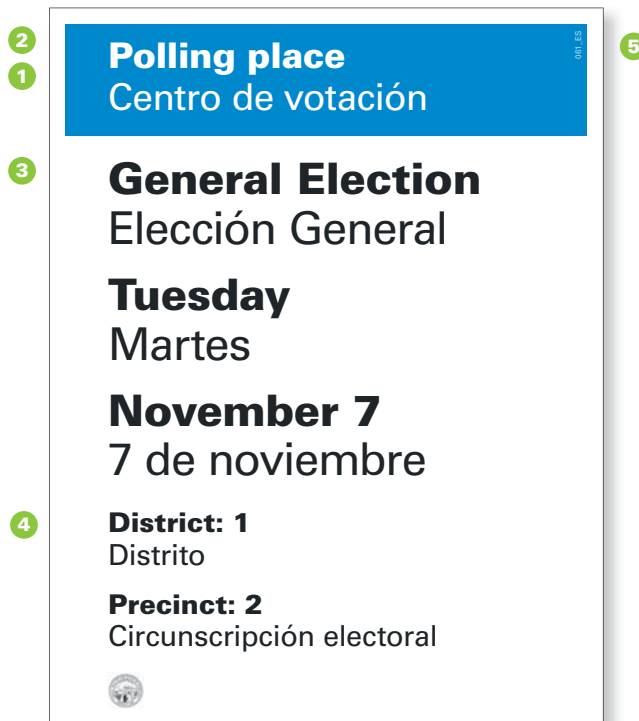 2
1
Polling place
Centro de votación
061_ES
5
3
General Election
Elección General
Tuesday
Martes
November 7
7 de noviembre
4
District: 1
Distrito
Precinct: 2
Circunscripción electoral